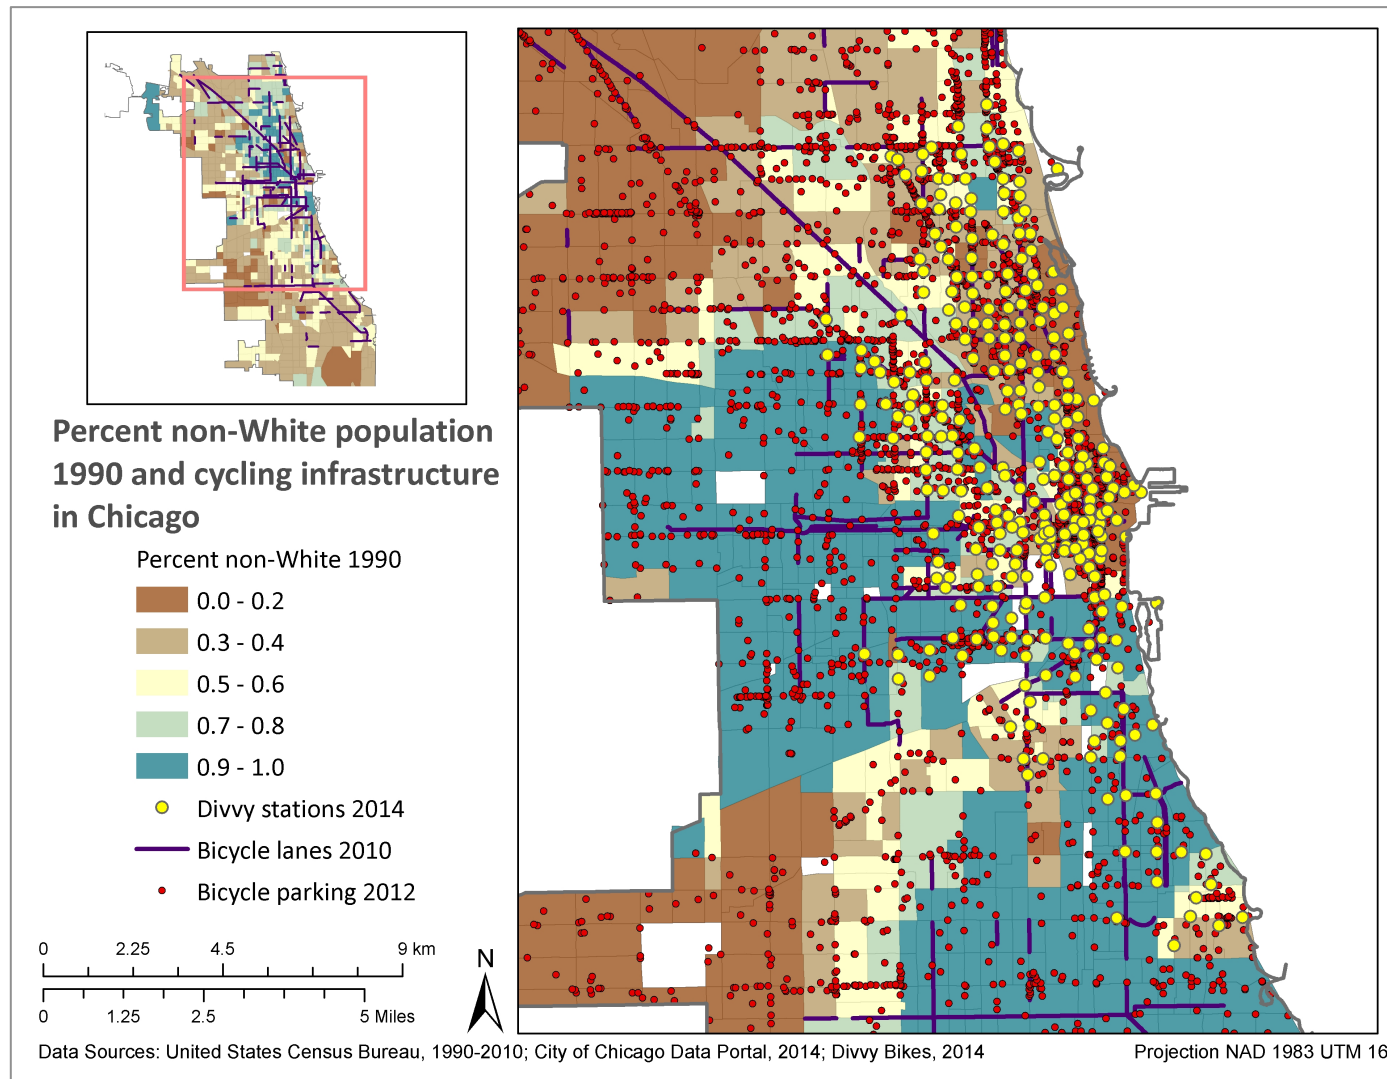 Percent non-White population
1990 and cycling infrastructure
in Chicago
Percent non-White 1990
0.0 - 0.2
0.3 - 0.4
0.5 - 0.6
0.7 - 0.8
0.9 - 1.0
Divvy stations 2014
Bicycle lanes 2010
Bicycle parking 2012
0 2.25 4.5 9 km
0 1.25 2.5 5 Miles
N
Data Sources: United States Census Bureau, 1990-2010; City of Chicago Data Portal, 2014; Divvy Bikes, 2014
Projection NAD 1983 UTM 16